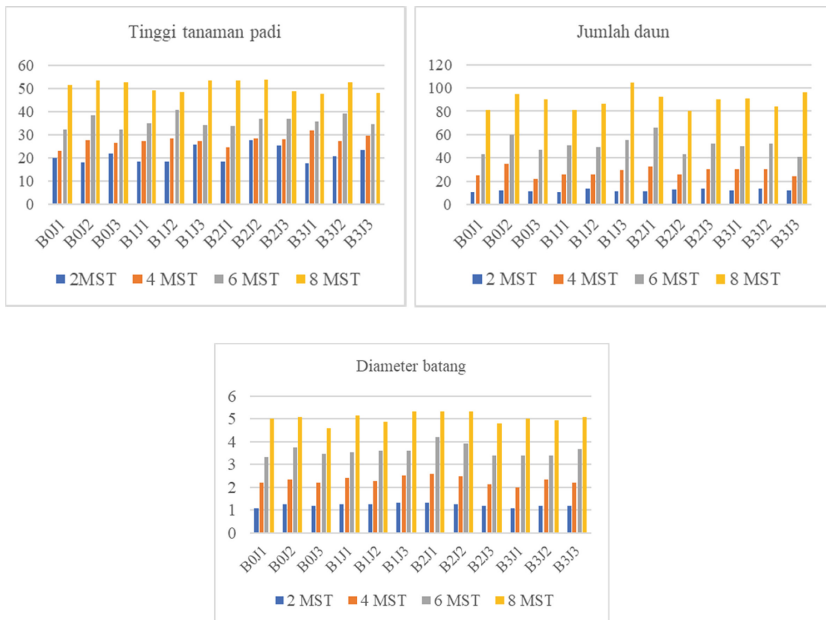 Tinggi tanaman padi
60
50
40
30
20
10
0
B0J1 B0J2 B0J3 B1J1 B1J2 B1J3 B2J1 B2J2 B2J3 B3J1 B3J2 B3J3
2MST 4 MST 6 MST 8 MST
Jumlah daun
120
100
80
60
40
20
0
B0J1 B0J2 B0J3 B1J1 B1J2 B1J3 B2J1 B2J2 B2J3 B3J1 B3J2 B3J3
2 MST 4 MST 6 MST 8 MST
Diameter batang
6
5
4
3
2
1
0
B0J1 B0J2 B0J3 B1J1 B1J2 B1J3 B2J1 B2J2 B2J3 B3J1 B3J2 B3J3
2 MST 4 MST 6 MST 8 MST